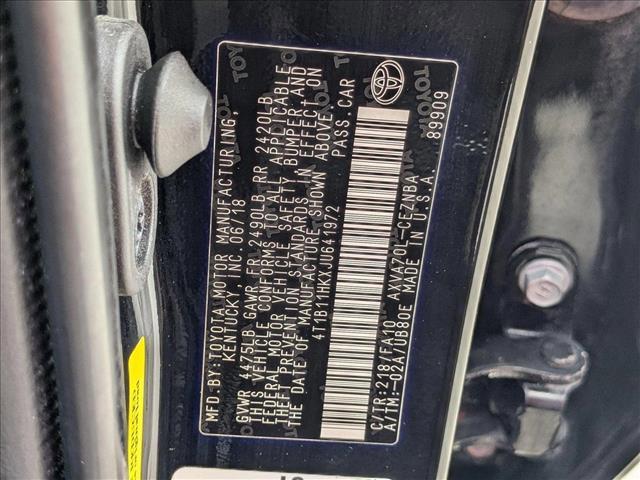 MFD. BY: TOYOTA MOTOR MANUFACTURING,
KENTUCKY, INC. 06/18
GVWR 4475LB GAWR FR 2490LB RR 2420LB
THIS VEHICLE CONFORMS TO ALL APPLICABLE
FEDERAL MOTOR VEHICLE SAFETY, BUMPER AND
THEFT PREVENTION STANDARDS IN EFFECT ON
THE DATE OF MANUFACTURE SHOWN ABOVE.
4T1B11HKXJU641972 PASS. CAR
C/TR: 218/FA10 AXVA70L-CEZNBA
A/TM: -02A/UB80E MADE IN U.S.A. 89909